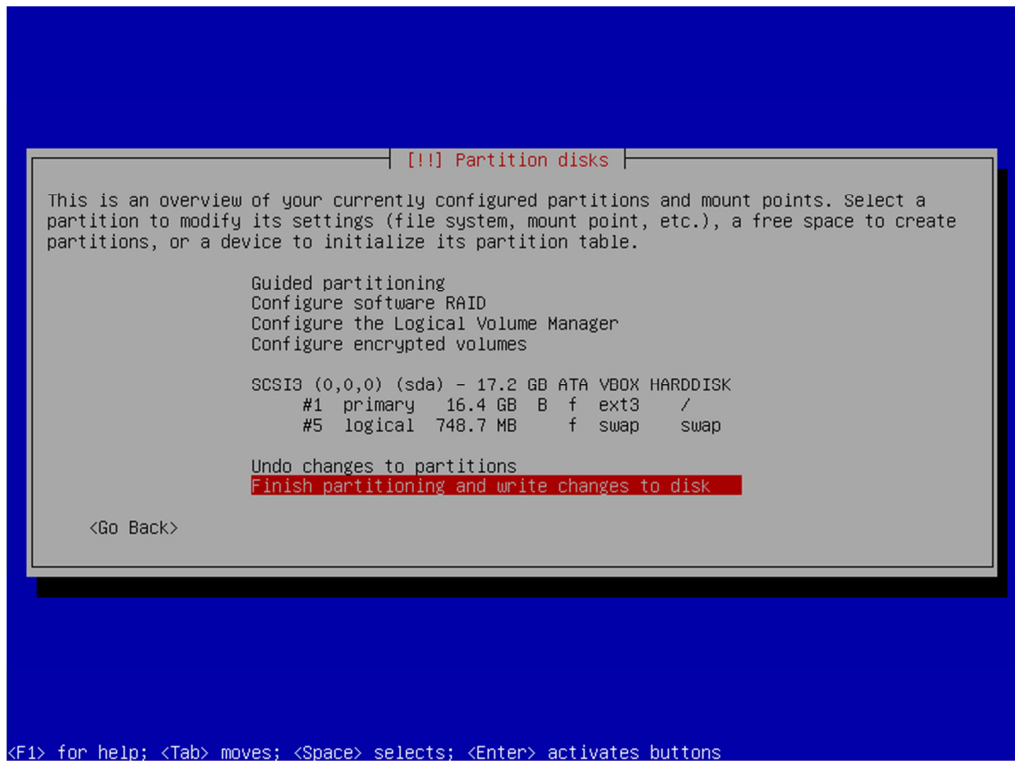 [!!] Partition disks
This is an overview of your currently configured partitions and mount points. Select a
partition to modify its settings (file system, mount point, etc.), a free space to create
partitions, or a device to initialize its partition table.
Guided partitioning
Configure software RAID
Configure the Logical Volume Manager
Configure encrypted volumes
SCSI3 (0,0,0) (sda) - 17.2 GB ATA VBOX HARDDISK
#1 primary 16.4 GB B f ext3 /
#5 logical 748.7 MB f swap swap
Undo changes to partitions
Finish partitioning and write changes to disk
<Go Back>
<F1> for help; <Tab> moves; <Space> selects; <Enter> activates buttons